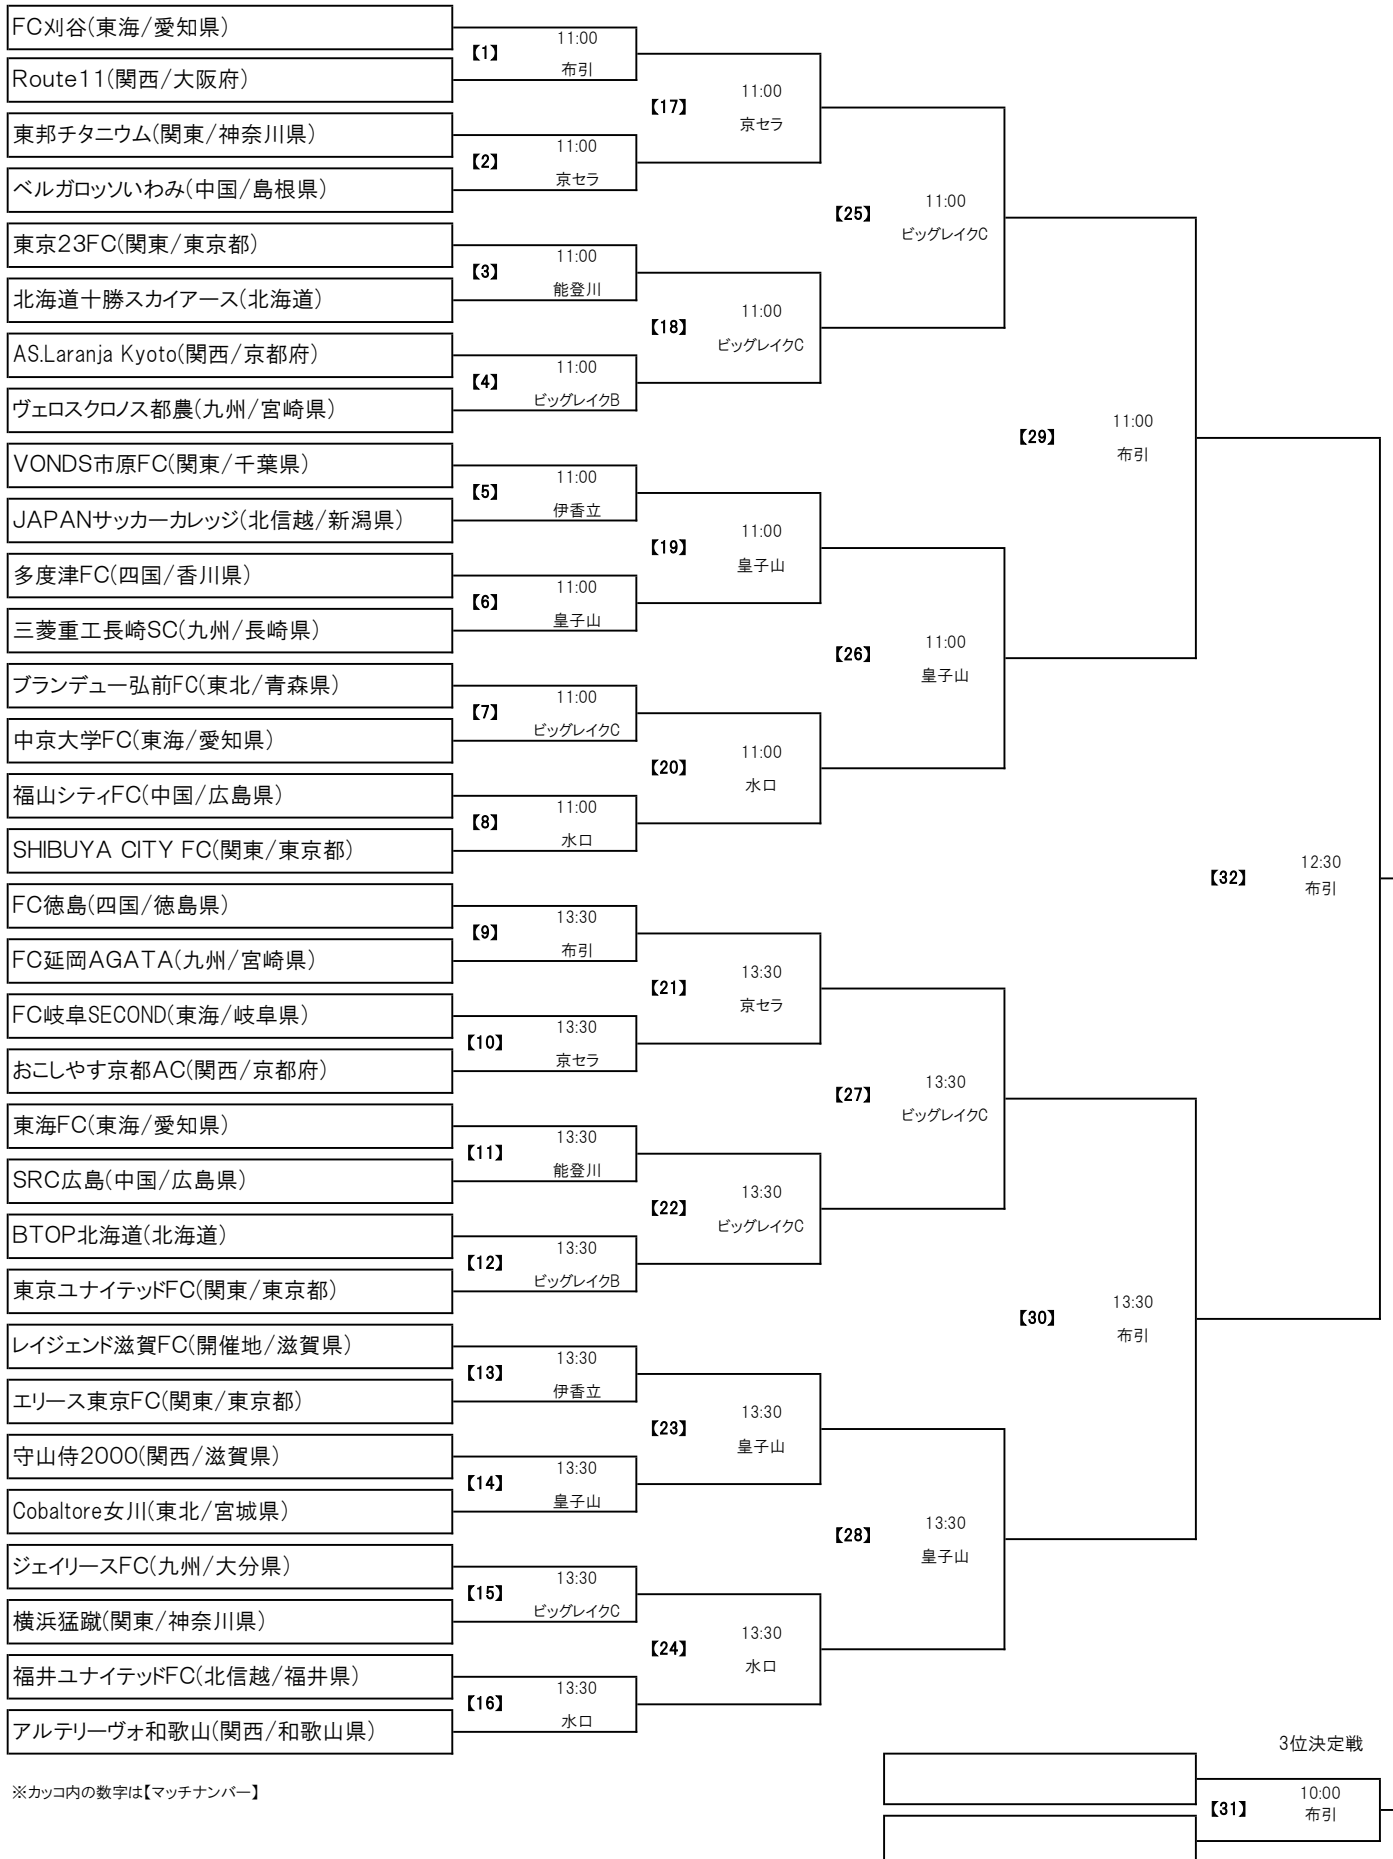 FC刈谷(東海/愛知県)
【1】
11:00
布引
Route11(関西/大阪府)
【17】
11:00
京セラ
東邦チタニウム(関東/神奈川県)
【2】
11:00
京セラ
ベルガロッソいわみ(中国/島根県)
【25】
11:00
ビッグレイクC
東京23FC(関東/東京都)
【3】
11:00
能登川
北海道十勝スカイアース(北海道)
【18】
11:00
ビッグレイクC
AS.Laranja Kyoto(関西/京都府)
【4】
11:00
ビッグレイクB
ヴェロスクロノス都農(九州/宮崎県)
【29】
11:00
布引
VONDS市原FC(関東/千葉県)
【5】
11:00
伊香立
JAPANサッカーカレッジ(北信越/新潟県)
【19】
11:00
皇子山
多度津FC(四国/香川県)
【6】
11:00
皇子山
三菱重工長崎SC(九州/長崎県)
【26】
11:00
皇子山
ブランデュー弘前FC(東北/青森県)
【7】
11:00
ビッグレイクC
中京大学FC(東海/愛知県)
【20】
11:00
水口
福山シティFC(中国/広島県)
【8】
11:00
水口
SHIBUYA CITY FC(関東/東京都)
【32】
12:30
布引
FC徳島(四国/徳島県)
【9】
13:30
布引
FC延岡AGATA(九州/宮崎県)
【21】
13:30
京セラ
FC岐阜SECOND(東海/岐阜県)
【10】
13:30
京セラ
おこしやす京都AC(関西/京都府)
【27】
13:30
ビッグレイクC
東海FC(東海/愛知県)
【11】
13:30
能登川
SRC広島(中国/広島県)
【22】
13:30
ビッグレイクC
BTOP北海道(北海道)
【12】
13:30
ビッグレイクB
東京ユナイテッドFC(関東/東京都)
【30】
13:30
布引
レイジェンド滋賀FC(開催地/滋賀県)
【13】
13:30
伊香立
エリース東京FC(関東/東京都)
【23】
13:30
皇子山
守山侍2000(関西/滋賀県)
【14】
13:30
皇子山
Cobaltore女川(東北/宮城県)
【28】
13:30
皇子山
ジェイリースFC(九州/大分県)
【15】
13:30
ビッグレイクC
横浜猛蹴(関東/神奈川県)
【24】
13:30
水口
福井ユナイテッドFC(北信越/福井県)
【16】
13:30
水口
アルテリーヴォ和歌山(関西/和歌山県)
3位決定戦
※カッコ内の数字は【マッチナンバー】
【31】
10:00
布引